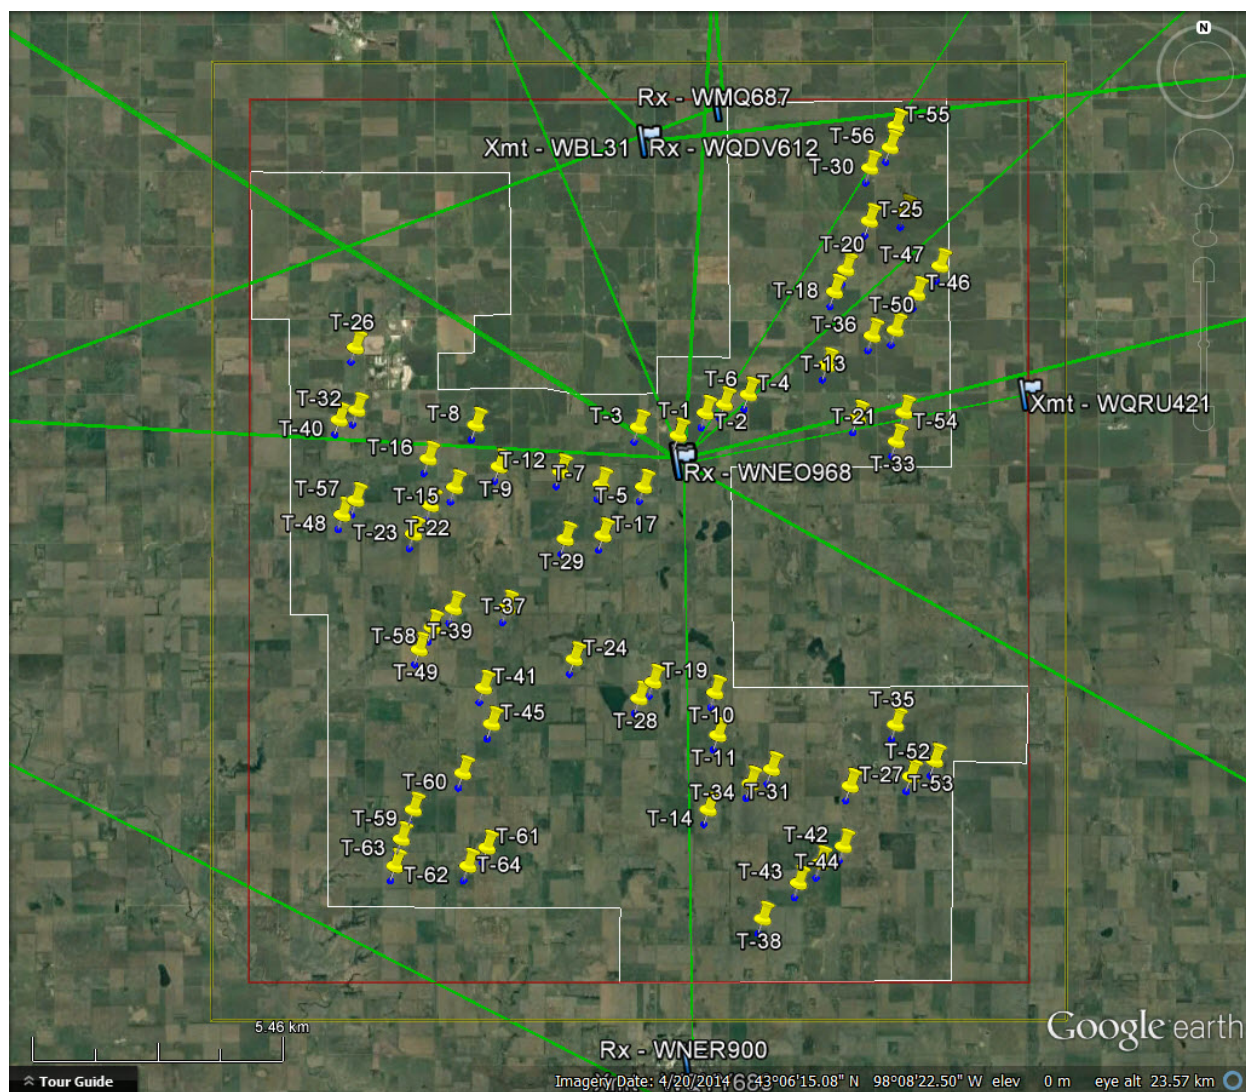 N
Rx - WMQ687
T-55
T-56
Xmt - WBL31
Rx - WQDV612
T-30
T-25
T-20
T-47
T-46
T-18
T-50
T-26
T-36
T-13
T-6
T-4
T-32
T-8
T-3
T-1
T-2
T-21
T-54
Xmt - WQRU421
T-40
T-16
T-12
T-7
T-33
Rx - WNEO968
T-57
T-15
T-9
T-5
T-48
T-23
T-22
T-17
T-29
T-37
T-58
T-39
T-49
T-24
T-41
T-19
T-45
T-28
T-10
T-35
T-11
T-52
T-60
T-34
T-31
T-27
T-53
T-59
T-14
T-63
T-61
T-42
T-62
T-64
T-43
T-44
T-38
5.46 km
Google earth
Rx - WNER900
Tour Guide
Imagery Date: 4/20/2014
43°06'15.08" N 98°08'22.50" W elev 0 m eye alt 23.57 km